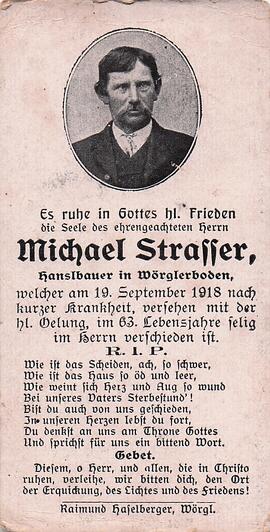 Es ruhe in Gottes hl. Frieden
die Seele des ehrengeachteten Herrn
Michael Strasser,
Hanslbauer in Wörglerboden,
welcher am 19. September 1918 nach
kurzer Krankheit, versehen mit der
hl. Oelung, im 63. Lebensjahre selig
im Herrn verschieden ist.
R. I. P.
Wie ist das Scheiden, ach, so schwer,
Wie ist das Haus so öd und leer,
Wie weint sich Herz und Aug so wund
Bei unseres Vaters Sterbestund'!
Bist du auch von uns geschieden,
In unseren Herzen lebst du fort,
Du denkst an uns am Throne Gottes
Und sprichst für uns ein bittend Wort.
Gebet.
Diesem, o Herr, und allen, die in Christo
ruhen, verleihe, wir bitten dich, den Ort
der Erquickung, des Lichtes und des Friedens!
Raimund Haselberger, Wörgl.